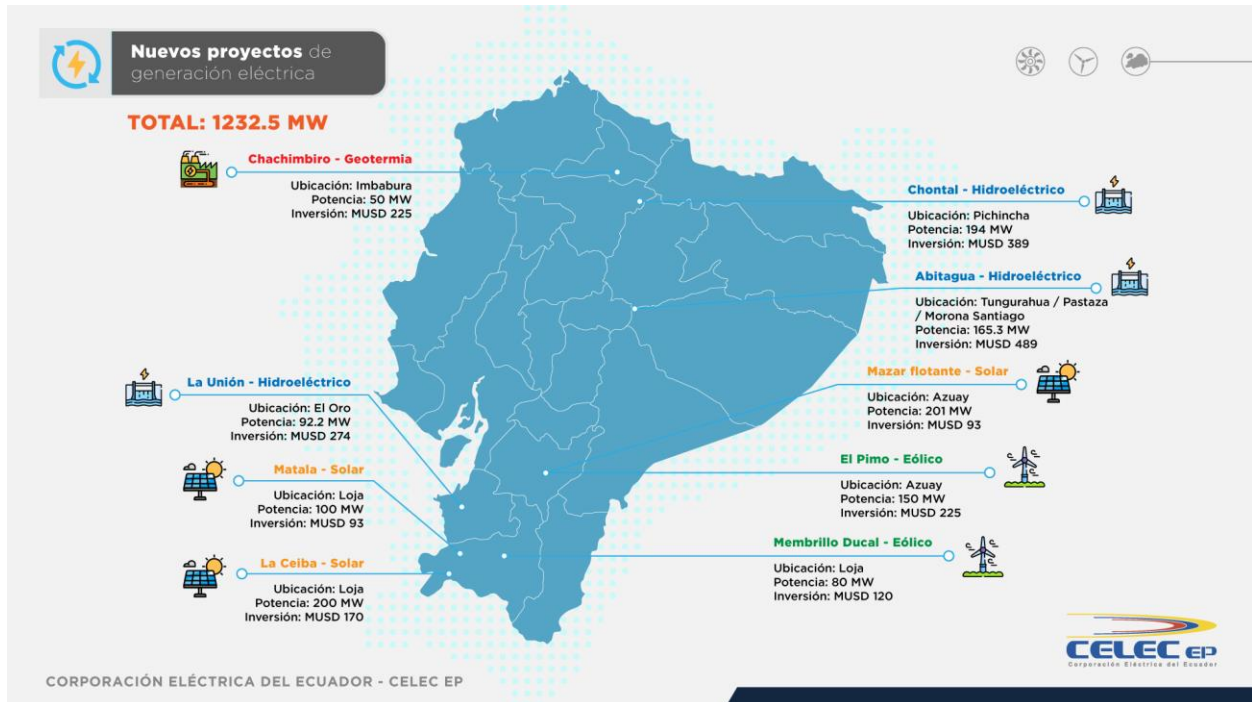 Nuevos proyectos de
generación eléctrica
TOTAL: 1232.5 MW
Chachimbiro - Geotermia
Ubicación: Imbabura
Potencia: 50 MW
Inversión: MUSD 225
La Unión - Hidroeléctrico
Ubicación: El Oro
Potencia: 92.2 MW
Inversión: MUSD 274
Matala - Solar
Ubicación: Loja
Potencia: 100 MW
Inversión: MUSD 93
La Ceiba - Solar
Ubicación: Loja
Potencia: 200 MW
Inversión: MUSD 170
Chontal - Hidroeléctrico
Ubicación: Pichincha
Potencia: 194 MW
Inversión: MUSD 389
Abitagua - Hidroeléctrico
Ubicación: Tungurahua / Pastaza
/ Morona Santiago
Potencia: 165.3 MW
Inversión: MUSD 489
Mazar flotante - Solar
Ubicación: Azuay
Potencia: 201 MW
Inversión: MUSD 93
El Pimo - Eólico
Ubicación: Azuay
Potencia: 150 MW
Inversión: MUSD 225
Membrillo Ducal - Eólico
Ubicación: Loja
Potencia: 80 MW
Inversión: MUSD 120
CELEC EP
Corporación Eléctrica del Ecuador
CORPORACIÓN ELÉCTRICA DEL ECUADOR - CELEC EP